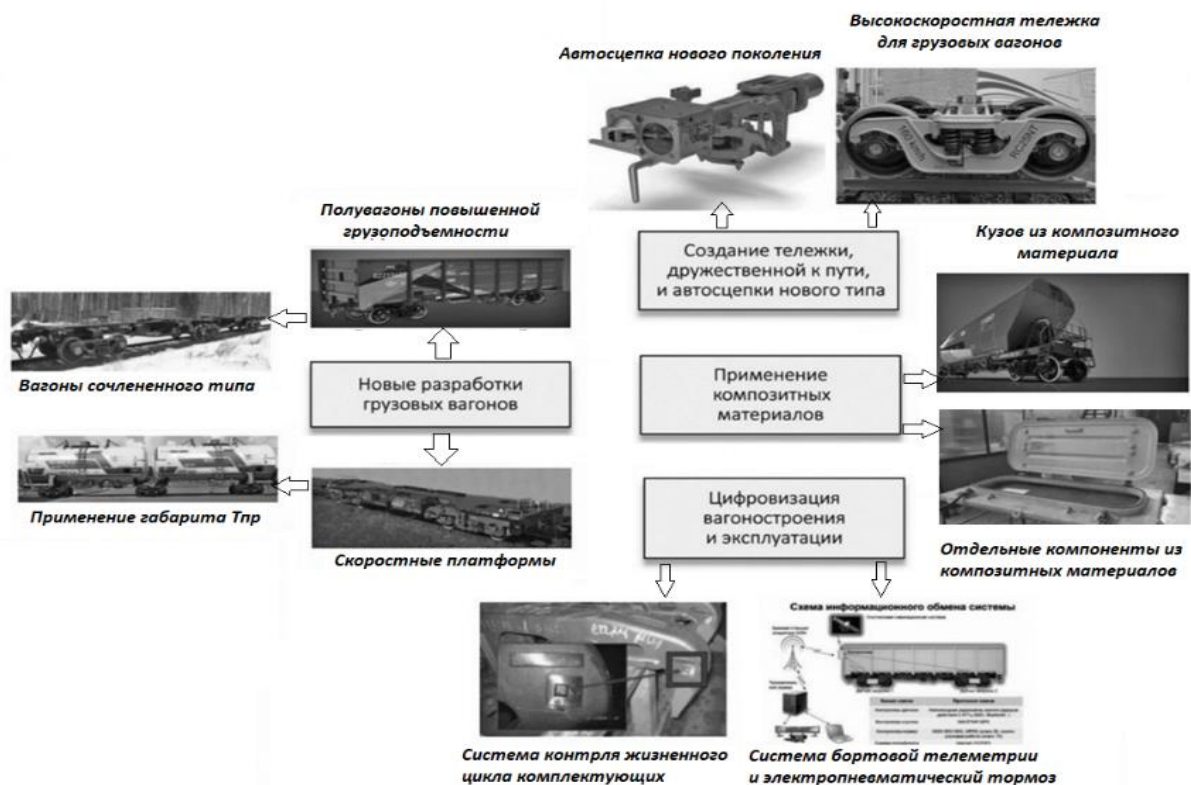 Высокоскоростная тележка
для грузовых вагонов
Автосцепка нового поколения
160 km/h
Полувагоны повышенной
грузоподъемности
Создание тележки,
дружественной к пути,
и автосцепки нового типа
Кузов из композитного
материала
Вагоны сочлененного типа
Новые разработки
грузовых вагонов
Применение
композитных
материалов
Применение габарита Тпр
Скоростные платформы
Цифровизация
вагоностроения
и эксплуатации
Отдельные компоненты из
композитных материалов
Схема информационного обмена системы
Система контрля жизненного
цикла комплектующих
Система бортовой телеметрии
и электропневматический тормоз